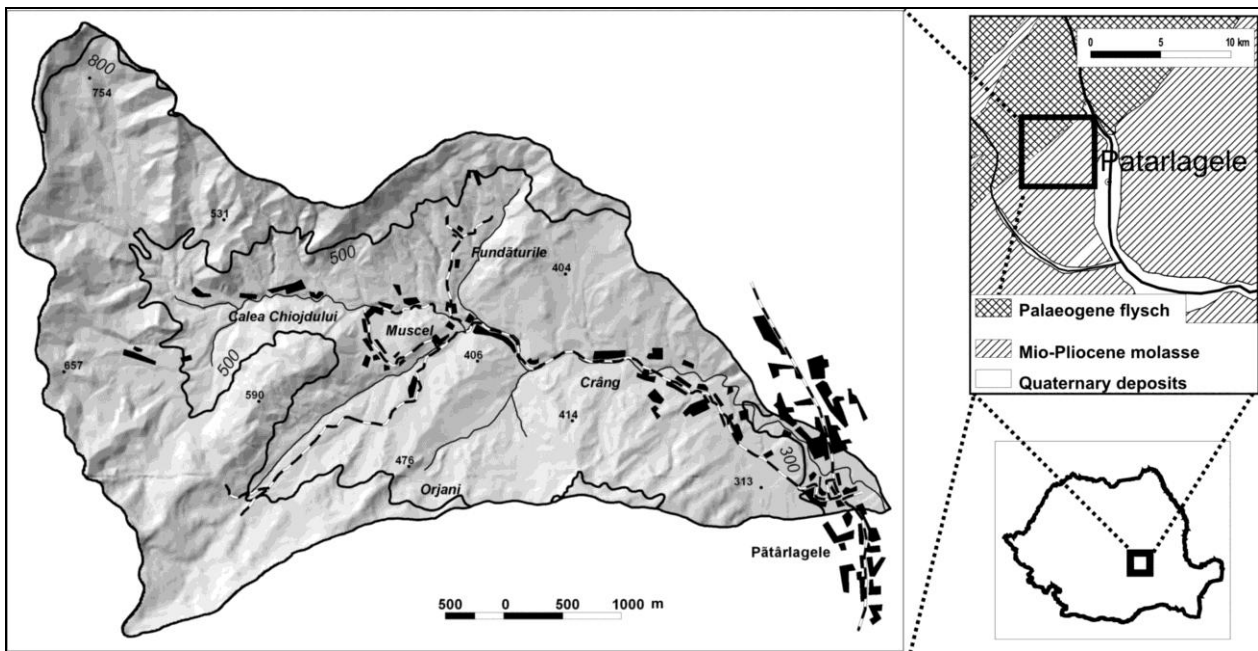 800
754
531
500
Fundăturile
404
Calea Chiojdului
Muscel
406
500
657
590
Crâng
414
476
Orjani
300
313
Pătârlagele
500 0 500 1000 m
0 5 10 km
Patarlagele
Palaeogene flysch
Mio-Pliocene molasse
Quaternary deposits